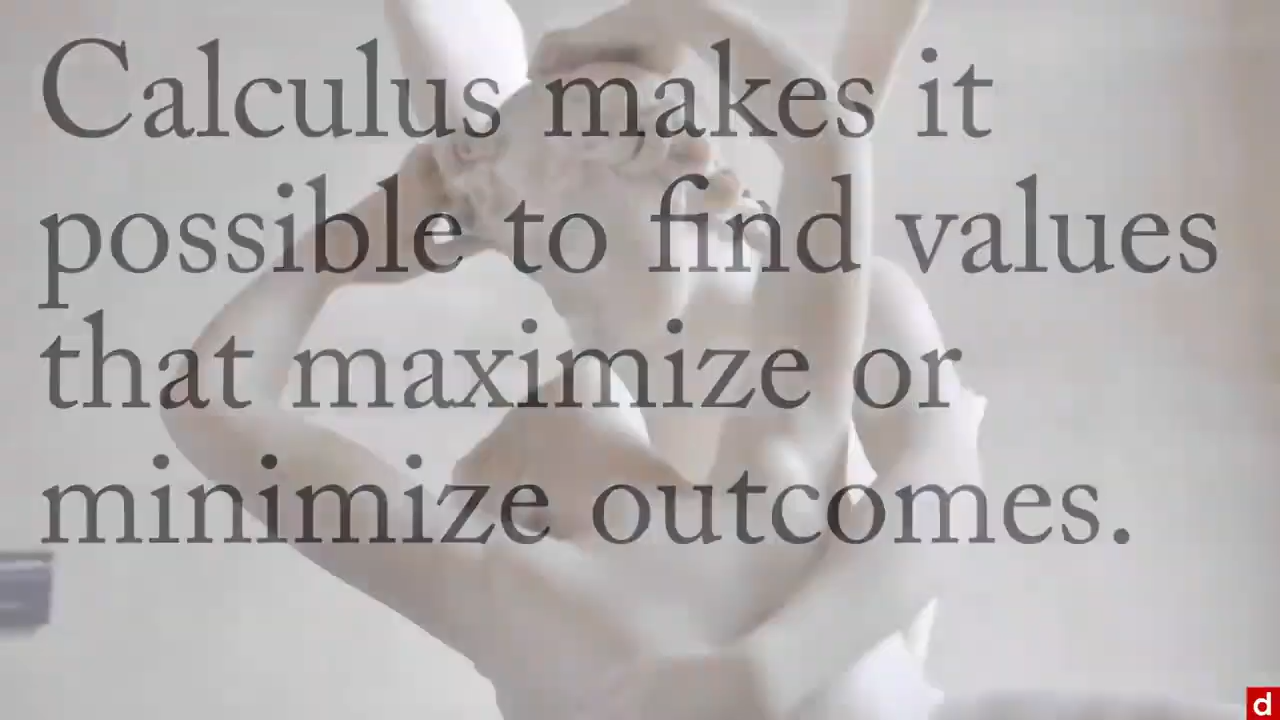 Calculus makes it
possible to find values
that maximize or
minimize outcomes.
d